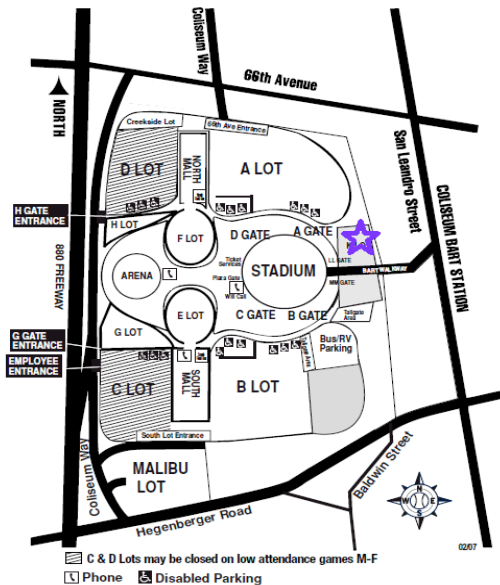 Coliseum Way
66th Avenue
NORTH
Creekside Lot
66th Ave Entrance
D LOT
NORTH
MALL
A LOT
San Leandro Street
COLISEUM BART STATION
H GATE
ENTRANCE
H LOT
F LOT
D GATE
A GATE
880 FREEWAY
ARENA
Ticket
Services
Plaza Gate
Will Call
STADIUM
LL GATE
BART WALKWAY
MM GATE
E LOT
C GATE
B GATE
Tailgate
Area
G LOT
G GATE
ENTRANCE
EMPLOYEE
ENTRANCE
Bus/RV
Parking
C LOT
SOUTH
MALL
B LOT
South Lot Entrance
Coliseum Way
MALIBU
LOT
Baldwin Street
Hegenberger Road
N
W
E
S
02/07
C & D Lots may be closed on low attendance games M-F
Phone
Disabled Parking